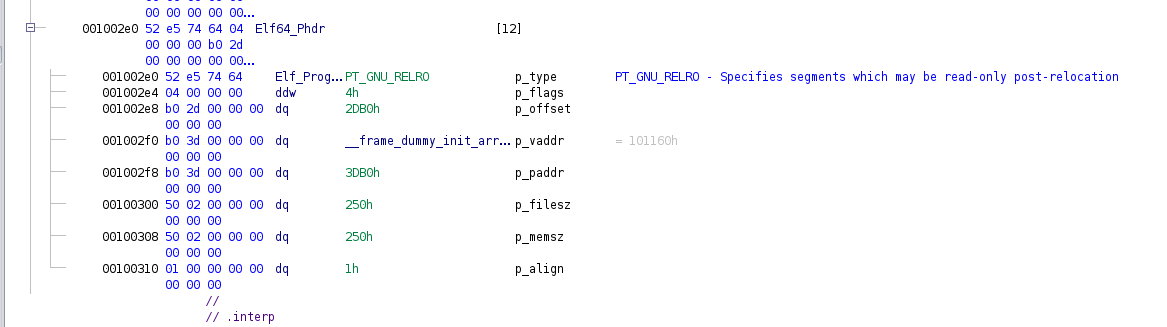 00 00 00 00 00...
001002e0 52 e5 74 64 04 Elf64_Phdr [12]
00 00 00 b0 2d
00 00 00 00 00...
001002e0 52 e5 74 64 Elf_Prog... PT_GNU_RELRO p_type PT_GNU_RELRO - Specifies segments which may be read-only post-relocation
001002e4 04 00 00 00 ddw 4h p_flags
001002e8 b0 2d 00 00 00 dq 2DB0h p_offset
00 00 00
001002f0 b0 3d 00 00 00 dq __frame_dummy_init_arr... p_vaddr = 101160h
00 00 00
001002f8 b0 3d 00 00 00 dq 3DB0h p_paddr
00 00 00
00100300 50 02 00 00 00 dq 250h p_filesz
00 00 00
00100308 50 02 00 00 00 dq 250h p_memsz
00 00 00
00100310 01 00 00 00 00 dq 1h p_align
00 00 00
//
// .interp